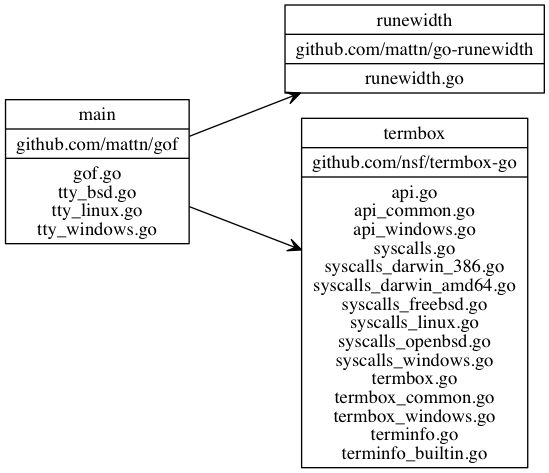 main
github.com/mattn/gof
gof.go
tty_bsd.go
tty_linux.go
tty_windows.go
runewidth
github.com/mattn/go-runewidth
runewidth.go
termbox
github.com/nsf/termbox-go
api.go
api_common.go
api_windows.go
syscalls.go
syscalls_darwin_386.go
syscalls_darwin_amd64.go
syscalls_freebsd.go
syscalls_linux.go
syscalls_openbsd.go
syscalls_windows.go
termbox.go
termbox_common.go
termbox_windows.go
terminfo.go
terminfo_builtin.go